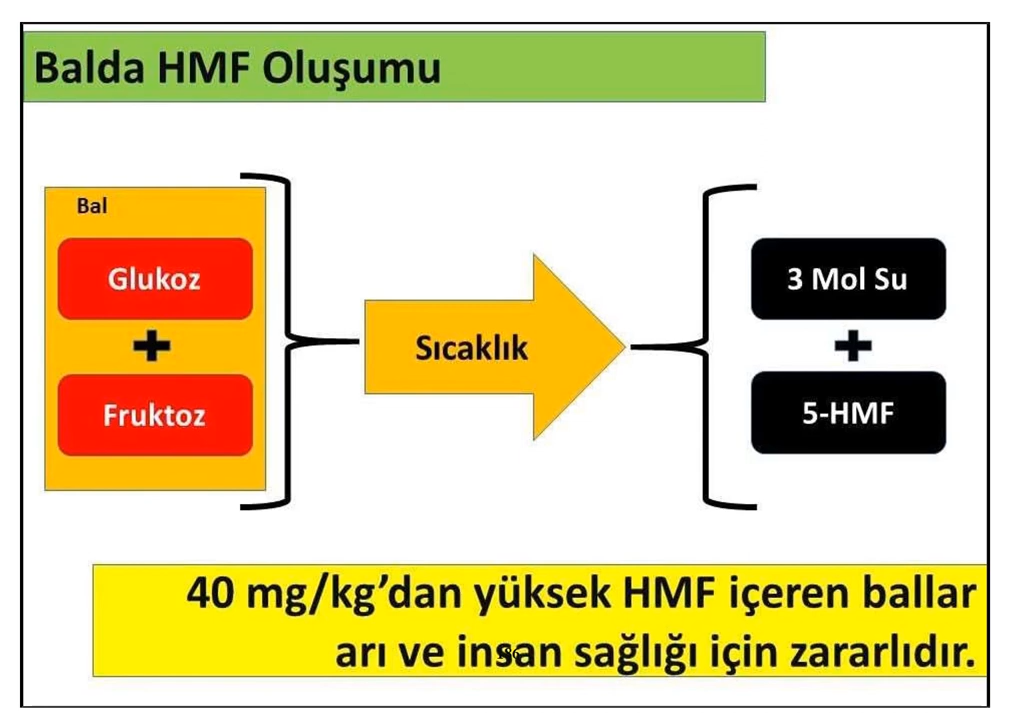 Balda HMF Oluşumu
Bal
Glukoz
Fruktoz
Sıcaklık
3 Mol Su
5-HMF
40 mg/kg’dan yüksek HMF içeren ballar
arı ve insan sağlığı için zararlıdır.